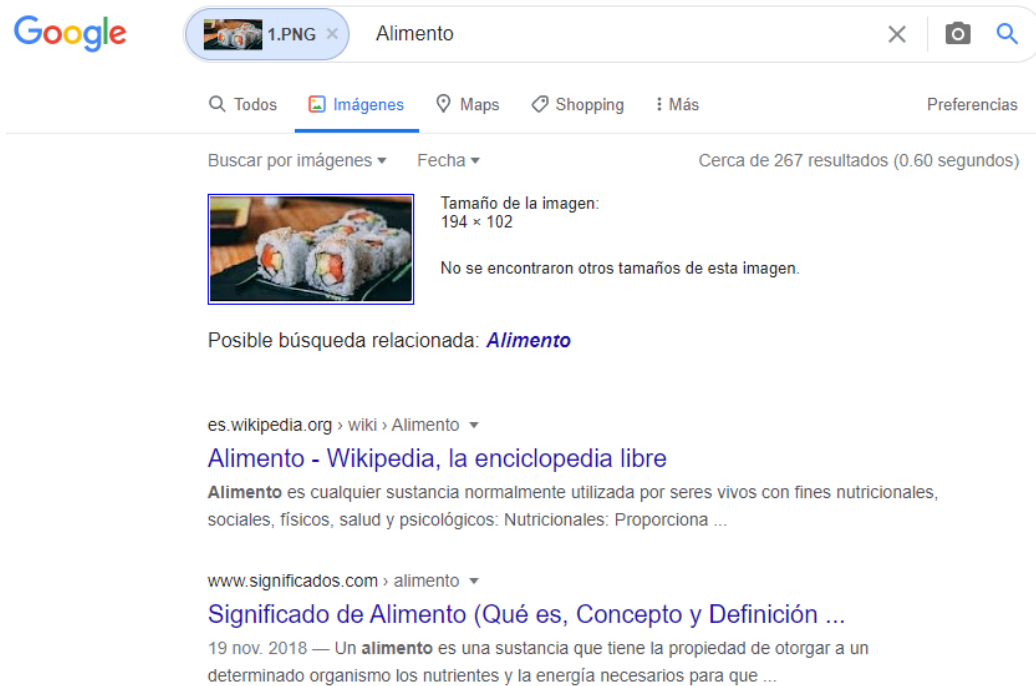 Google
1.PNG × Alimento
Todos Imágenes Maps Shopping Más Preferencias
Buscar por imágenes Fecha Cerca de 267 resultados (0.60 segundos)
Tamaño de la imagen:
194 × 102
No se encontraron otros tamaños de esta imagen.
Posible búsqueda relacionada: Alimento
es.wikipedia.org › wiki › Alimento
Alimento - Wikipedia, la enciclopedia libre
Alimento es cualquier sustancia normalmente utilizada por seres vivos con fines nutricionales,
sociales, físicos, salud y psicológicos: Nutricionales: Proporciona ...
www.significados.com › alimento
Significado de Alimento (Qué es, Concepto y Definición ...
19 nov. 2018 — Un alimento es una sustancia que tiene la propiedad de otorgar a un
determinado organismo los nutrientes y la energía necesarios para que ...